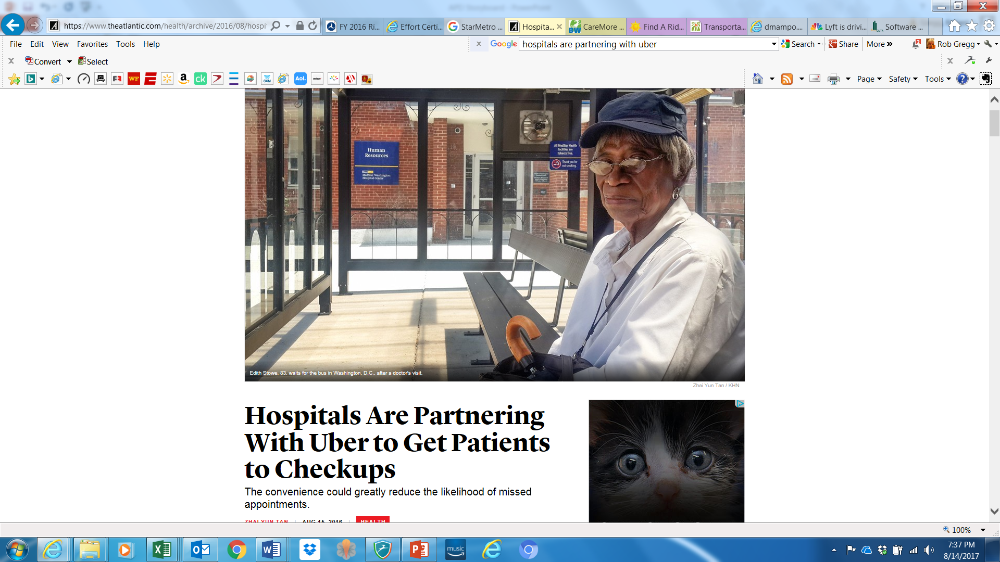 https://www.theatlantic.com/health/archive/2016/08/hospi
FY 2016 Ri...
Effort Certi...
StarMetro ...
Hospita...
CareMore ...
Find A Rid...
Transporta...
dmampo....
Lyft is drivi...
Software ...
File Edit View Favorites Tools Help
x Google hospitals are partnering with uber Search Share More » 2 Rob Gregg
x Convert Select x
WF ck SXM Aol. Page Safety Tools
Human
Resources
MedStar Washington
Hospital Center
All MedStar Health
facilities are
tobacco free.
Thank you for
not smoking.
Edith Stowe, 83, waits for the bus in Washington, D.C., after a doctor's visit.
Zhai Yun Tan / KHN
Hospitals Are Partnering
With Uber to Get Patients
to Checkups
The convenience could greatly reduce the likelihood of missed
appointments.
ZHAI YUN TAN | AUG 15, 2016 | HEALTH
100%
music
7:37 PM
8/14/2017